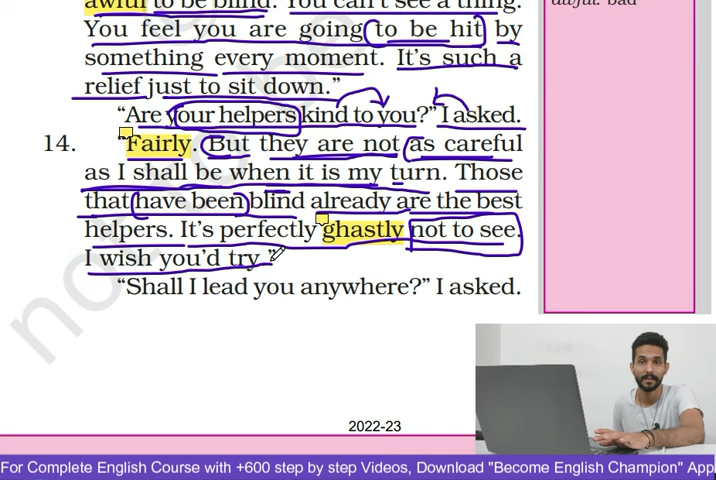 awful to be blind. You can't see a thing.
You feel you are going to be hit by
something every moment. It's such a
relief just to sit down."
"Are your helpers kind to you?" I asked.
14. "Fairly. But they are not as careful
as I shall be when it is my turn. Those
that have been blind already are the best
helpers. It's perfectly ghastly not to see.
I wish you'd try."
"Shall I lead you anywhere?" I asked.
awful: bad
not to be
2022-23
For Complete English Course with +600 step by step Videos, Download "Become English Champion" App